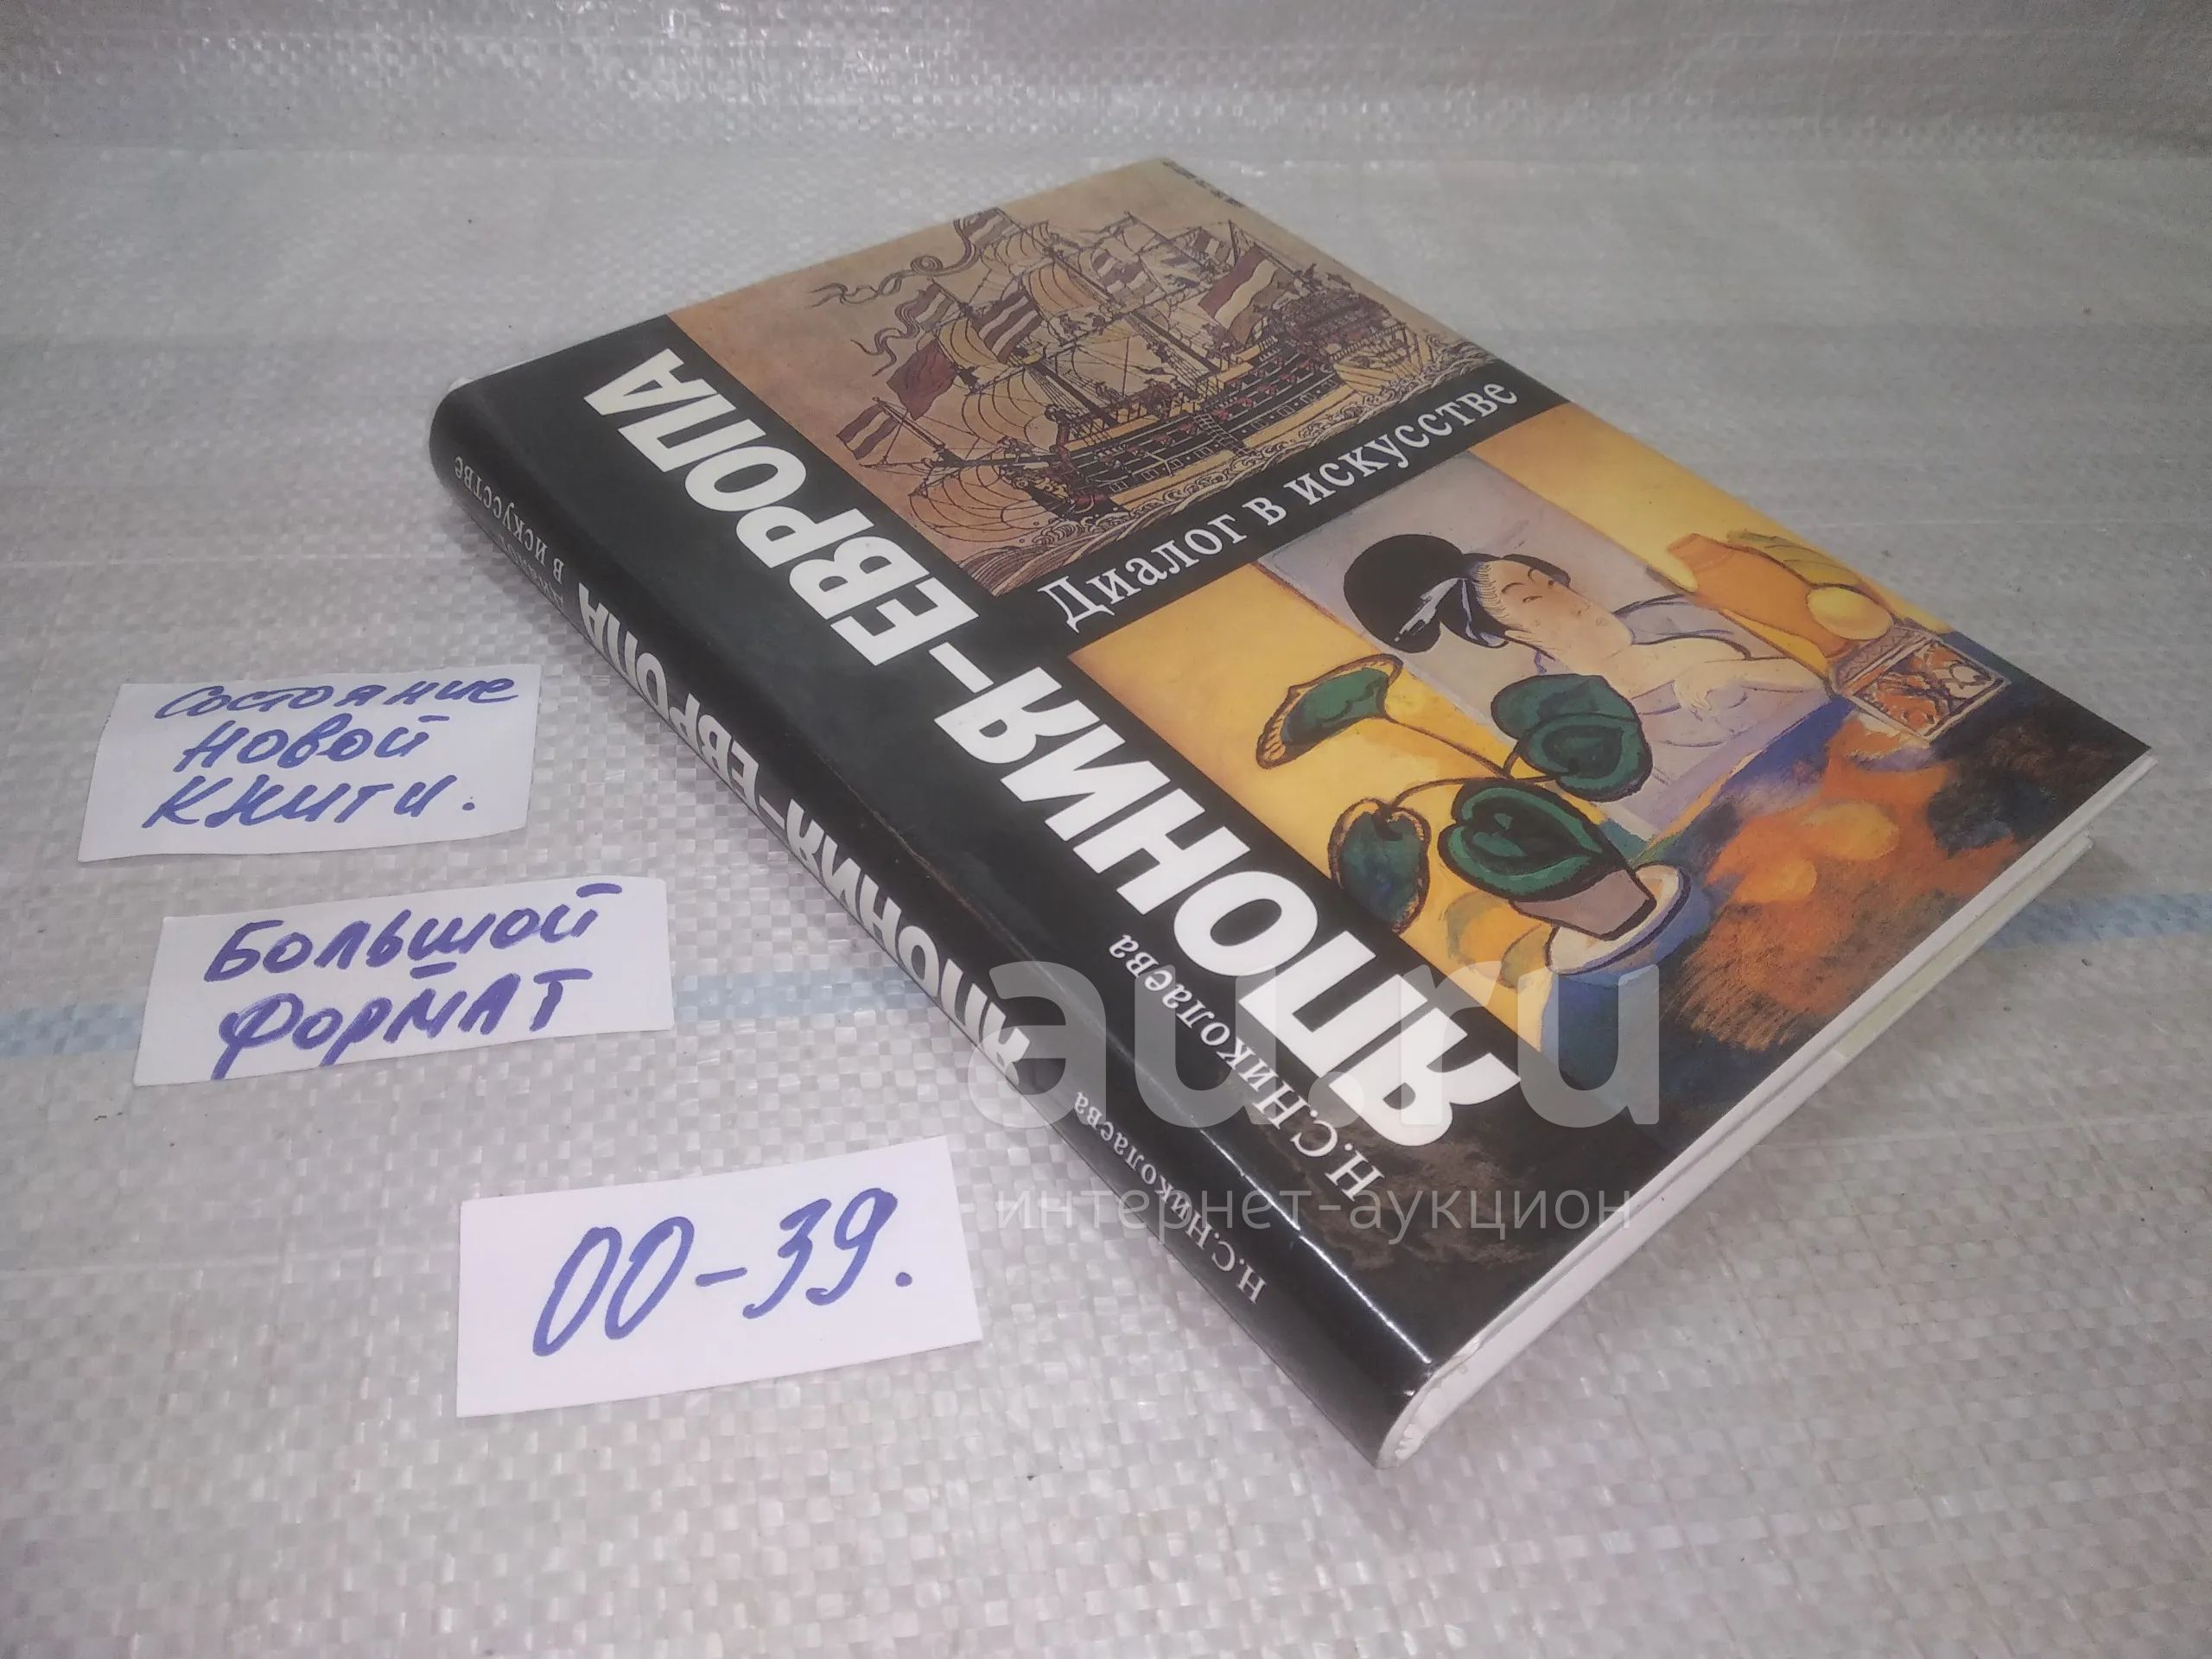 ЯПОНИЯ–ЕВРОПА
Диалог в искусстве
Н.С.Николаева
Н.С.Николаева
ЯПОНИЯ–ЕВРОПА
в искусстве
Состояние
новой
книги.
БОЛЬШОЙ
ФОРМАТ
00-39.
au.ru
интернет-аукцион